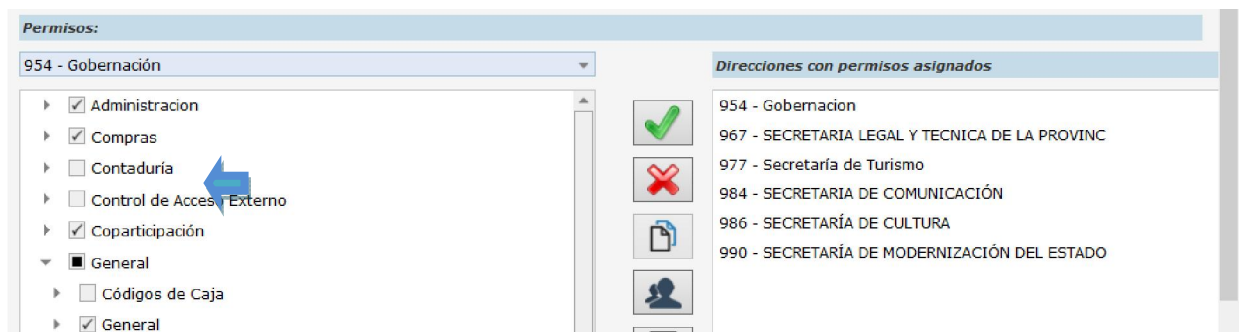 Permisos:
954 - Gobernación
Administracion
Compras
Contaduría
Control de Acceso Externo
Coparticipación
General
Códigos de Caja
General
Direcciones con permisos asignados
954 - Gobernacion
967 - SECRETARIA LEGAL Y TECNICA DE LA PROVINC
977 - Secretaría de Turismo
984 - SECRETARIA DE COMUNICACIÓN
986 - SECRETARÍA DE CULTURA
990 - SECRETARÍA DE MODERNIZACIÓN DEL ESTADO